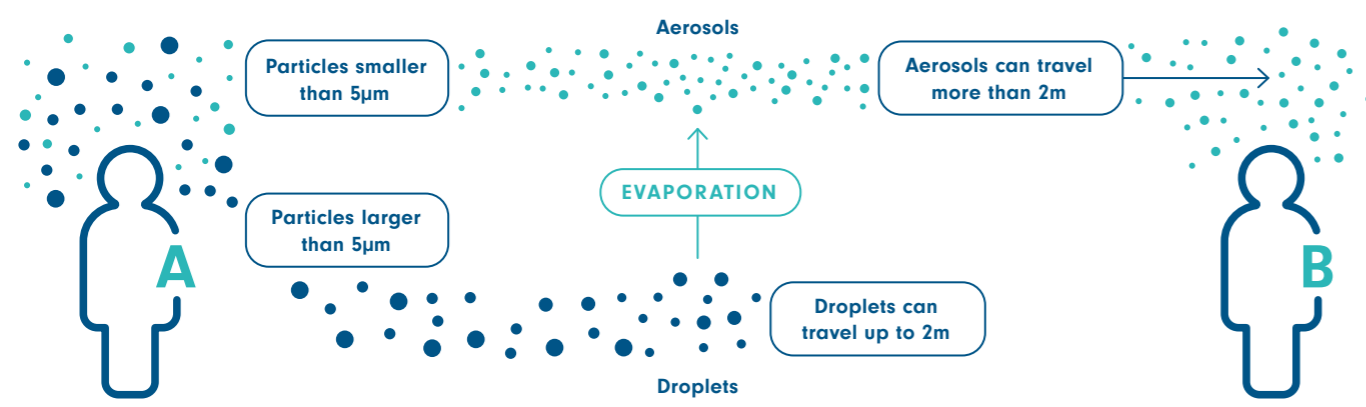 Aerosols
Particles smaller
than 5µm
Aerosols can travel
more than 2m
EVAPORATION
Particles larger
than 5µm
A
B
Droplets can
travel up to 2m
Droplets